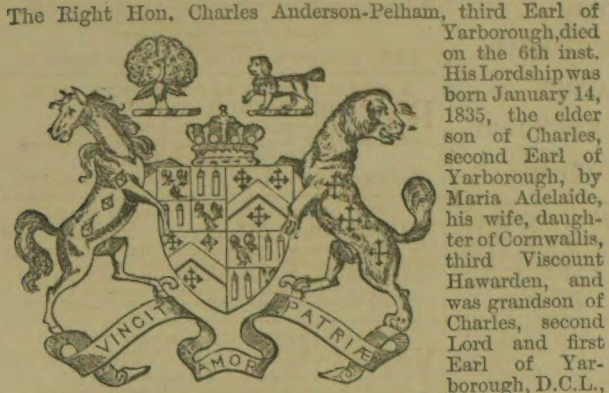 The Right Hon. Charles Anderson-Pelham, third Earl of
Yarborough,died
on the 6th inst.
His Lordship was
born January 14,
1835, the elder
son of Charles,
second Earl of
Yarborough, by
Maria Adelaide,
his wife, daugh-
ter of Cornwallis,
third Viscount
Hawarden, and
was grandson of
Charles, second
Lord and first
Earl of Yar-
borough, D.C.L.,
VINCIT
AMOR
PATRIÆ